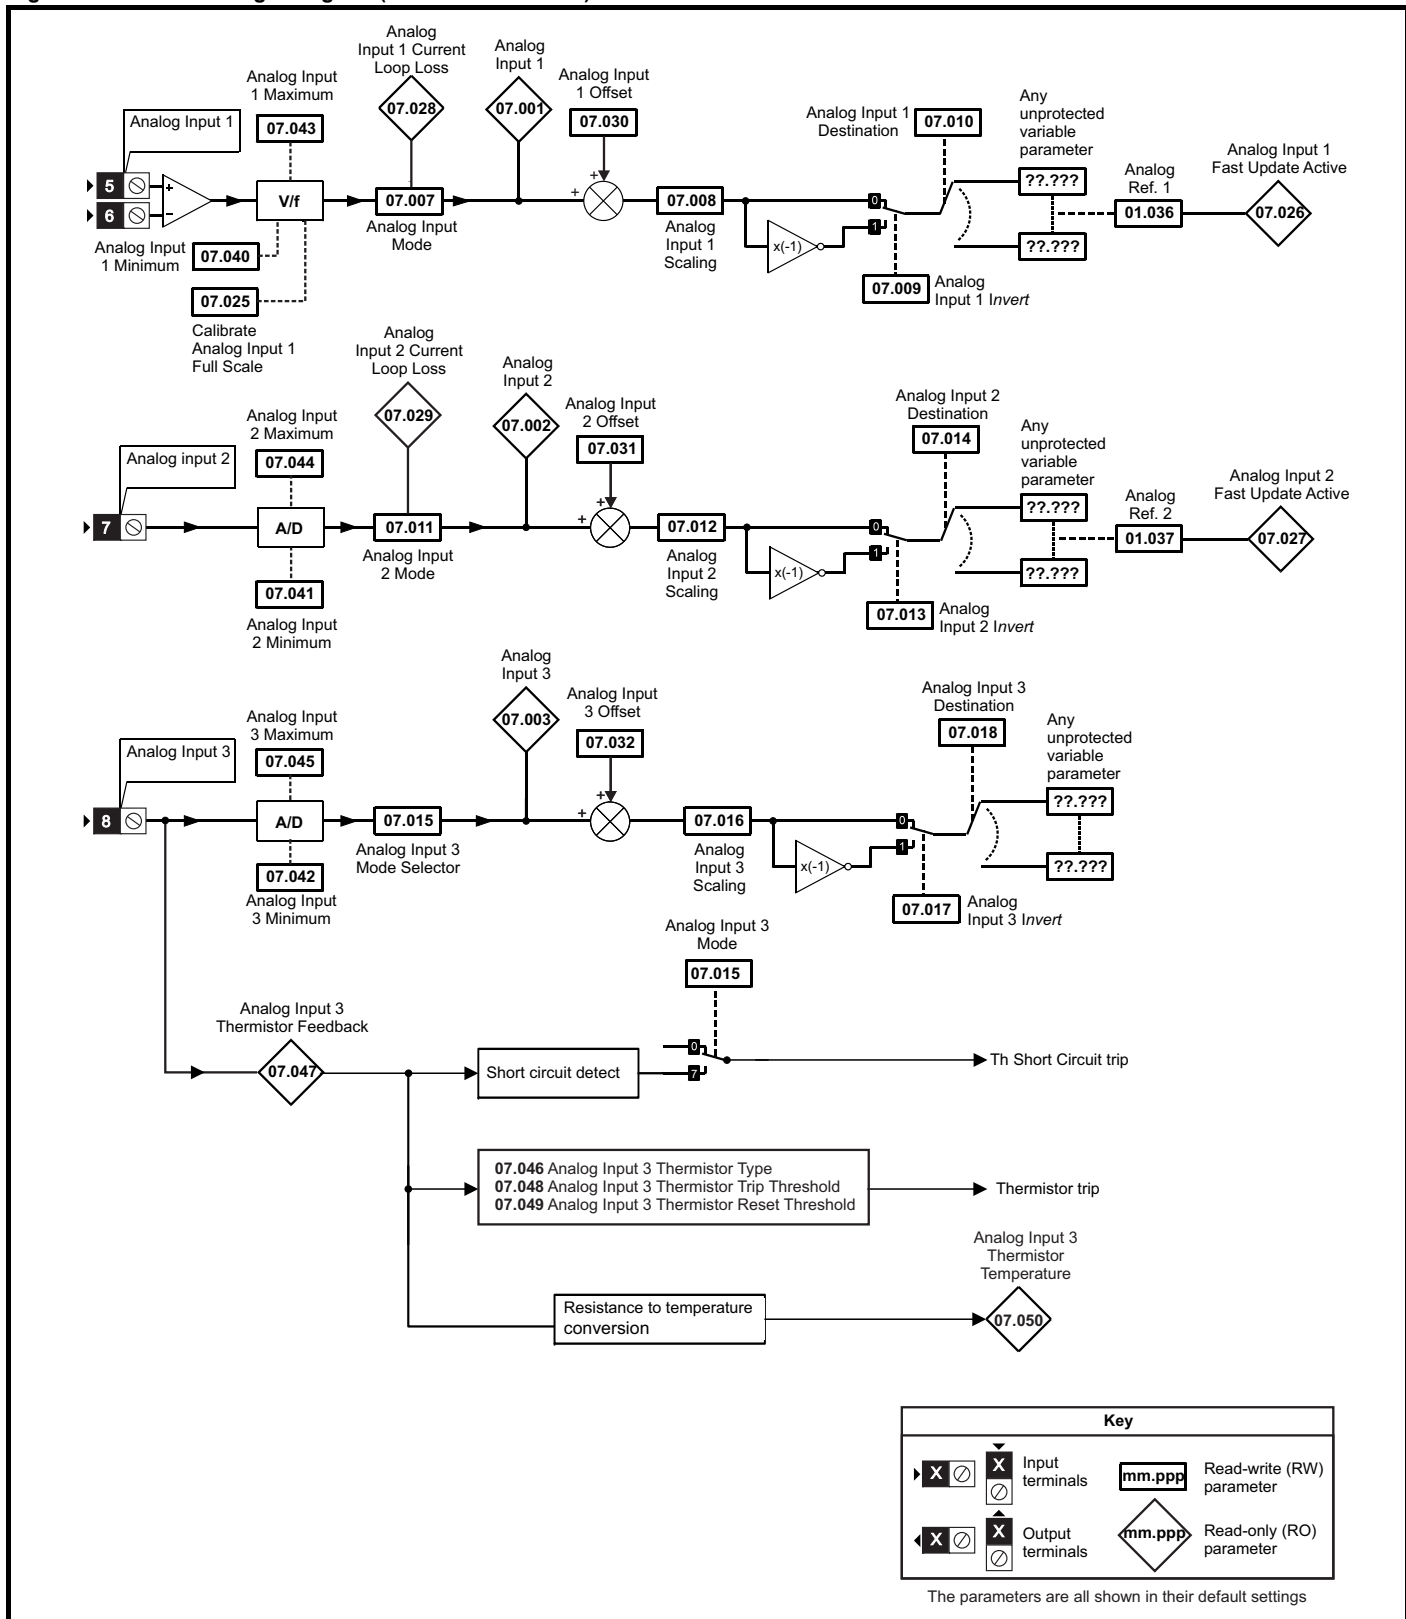 Analog
Input 1 Current
Loop Loss
Analog
Input 1
Analog Input
1 Maximum
Analog Input
1 Offset
Any
unprotected
variable
parameter
Analog Input 1
07.043
07.028
07.001
07.030
Analog Input 1
Destination
07.010
Analog Input 1
Fast Update Active
5
+
6
−
V/f
07.007
Analog Input
Mode
+
+
07.008
Analog
Input 1
Scaling
0
1
x(-1)
??.???
??.???
Analog
Ref. 1
01.036
07.026
Analog Input
1 Minimum
07.040
07.009
Analog
Input 1 Invert
07.025
Calibrate
Analog Input 1
Full Scale
Analog
Input 2 Current
Loop Loss
Analog
Input 2
Analog Input
2 Maximum
07.029
07.002
Analog Input
2 Offset
Analog Input 2
Destination
Any
unprotected
variable
parameter
Analog input 2
07.044
07.031
07.014
Analog Input 2
Fast Update Active
7
A/D
07.011
Analog Input
2 Mode
+
+
07.012
Analog
Input 2
Scaling
0
1
x(-1)
??.???
??.???
Analog
Ref. 2
01.037
07.027
07.041
Analog Input
2 Minimum
07.013
Analog
Input 2 Invert
Analog
Input 3
Analog Input
3 Maximum
07.003
Analog Input
3 Offset
Analog Input 3
Destination
Any
unprotected
variable
parameter
Analog Input 3
07.045
07.032
07.018
8
A/D
07.015
Analog Input 3
Mode Selector
+
+
07.016
Analog
Input 3
Scaling
0
1
x(-1)
??.???
??.???
07.042
Analog Input
3 Minimum
07.017
Analog
Input 3 Invert
Analog Input 3
Mode
07.015
Analog Input 3
Thermistor Feedback
07.047
Short circuit detect
0
7
Th Short Circuit trip
07.046 Analog Input 3 Thermistor Type
07.048 Analog Input 3 Thermistor Trip Threshold
07.049 Analog Input 3 Thermistor Reset Threshold
Thermistor trip
Analog Input 3
Thermistor
Temperature
Resistance to temperature
conversion
07.050
Key
X
X
Input
terminals
mm.ppp
Read-write (RW)
parameter
X
X
Output
terminals
mm.ppp
Read-only (RO)
parameter
The parameters are all shown in their default settings